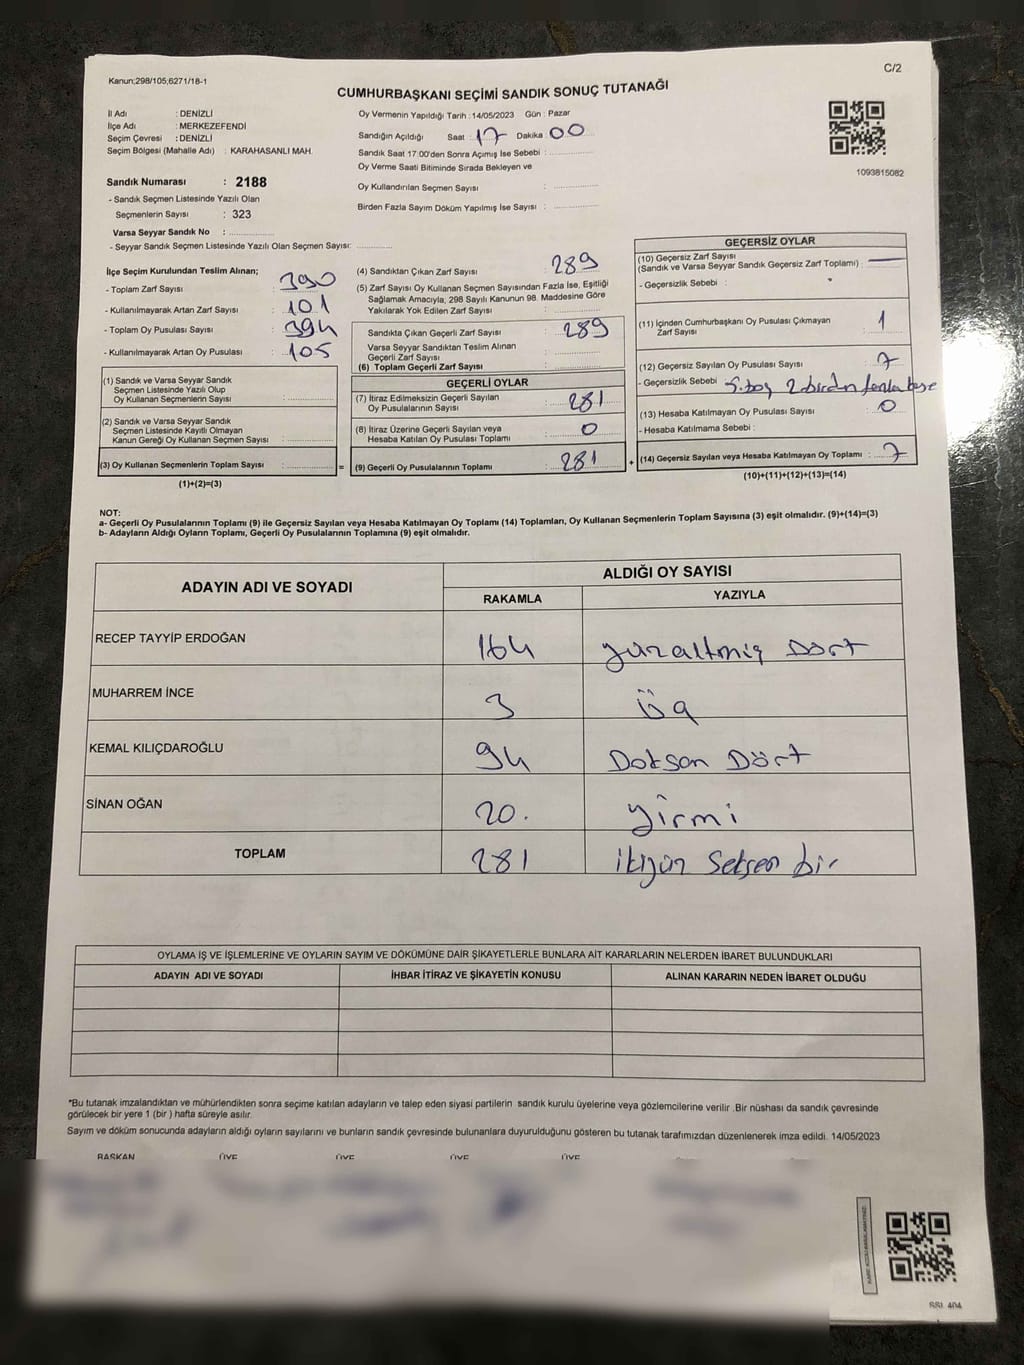 Kanun;298/105,6271/18-1
C/2
CUMHURBAŞKANI SEÇİMİ SANDIK SONUÇ TUTANAĞI
İl Adı : DENİZLİ
İlçe Adı : MERKEZEFENDİ
Seçim Çevresi : DENİZLİ
Seçim Bölgesi (Mahalle Adı) : KARAHASANLI MAH.
Sandık Numarası : 2188
- Sandık Seçmen Listesinde Yazılı Olan
Seçmenlerin Sayısı : 323
Varsa Seyyar Sandık No :
- Seyyar Sandık Seçmen Listesinde Yazılı Olan Seçmen Sayısı:
Oy Vermenin Yapıldığı Tarih : 14/05/2023 Gün : Pazar
Sandığın Açıldığı Saat : 17 Dakika : 00
Sandık Saat 17:00'den Sonra Açılmış İse Sebebi :
Oy Verme Saati Bitiminde Sırada Bekleyen ve
Oy Kullandırılan Seçmen Sayısı :
Birden Fazla Sayım Döküm Yapılmış İse Sayısı :
1093815082
İlçe Seçim Kurulundan Teslim Alınan;
- Toplam Zarf Sayısı : 390
- Kullanılmayarak Artan Zarf Sayısı : 101
- Toplam Oy Pusulası Sayısı : 394
- Kullanılmayarak Artan Oy Pusulası : 105
(1) Sandık ve Varsa Seyyar Sandık
Seçmen Listesinde Yazılı Olup
Oy Kullanan Seçmenlerin Sayısı :
(2) Sandık ve Varsa Seyyar Sandık
Seçmen Listesinde Kayıtlı Olmayan
Kanun Gereği Oy Kullanan Seçmen Sayısı :
(3) Oy Kullanan Seçmenlerin Toplam Sayısı : =
(1)+(2)=(3)
(4) Sandıktan Çıkan Zarf Sayısı : 289
(5) Zarf Sayısı Oy Kullanan Seçmen Sayısından Fazla İse, Eşitliği
Sağlamak Amacıyla, 298 Sayılı Kanunun 98. Maddesine Göre
Yakılarak Yok Edilen Zarf Sayısı :
Sandıkta Çıkan Geçerli Zarf Sayısı : 289
Varsa Seyyar Sandıktan Teslim Alınan
Geçerli Zarf Sayısı :
(6) Toplam Geçerli Zarf Sayısı :
GEÇERLİ OYLAR
(7) İtiraz Edilmeksizin Geçerli Sayılan
Oy Pusulalarının Sayısı : 281
(8) İtiraz Üzerine Geçerli Sayılan veya
Hesaba Katılan Oy Pusulası Toplamı : 0
(9) Geçerli Oy Pusulalarının Toplamı : 281 +
GEÇERSİZ OYLAR
(10) Geçersiz Zarf Sayısı
(Sandık ve Varsa Seyyar Sandık Geçersiz Zarf Toplamı) : —
- Geçersizlik Sebebi :
(11) İçinden Cumhurbaşkanı Oy Pusulası Çıkmayan
Zarf Sayısı : 1
(12) Geçersiz Sayılan Oy Pusulası Sayısı : 7
- Geçersizlik Sebebi : 5. boş 2 birden fazla
(13) Hesaba Katılmayan Oy Pusulası Sayısı : 0
- Hesaba Katılmama Sebebi :
(14) Geçersiz Sayılan veya Hesaba Katılmayan Oy Toplamı : 7
(10)+(11)+(12)+(13)=(14)
NOT:
a- Geçerli Oy Pusulalarının Toplamı (9) ile Geçersiz Sayılan veya Hesaba Katılmayan Oy Toplamı (14) Toplamları, Oy Kullanan Seçmenlerin Toplam Sayısına (3) eşit olmalıdır. (9)+(14)=(3)
b- Adayların Aldığı Oyların Toplamı, Geçerli Oy Pusulalarının Toplamına (9) eşit olmalıdır.
ADAYIN ADI VE SOYADI ALDIĞI OY SAYISI
RAKAMLA YAZIYLA
RECEP TAYYİP ERDOĞAN 164 yüzaltmış Dört
MUHARREM İNCE 3 üç
KEMAL KILIÇDAROĞLU 94 Doksan Dört
SİNAN OĞAN 20. yirmi
TOPLAM 281 ikiyüz Seksen bir
OYLAMA İŞ VE İŞLEMLERİNE VE OYLARIN SAYIM VE DÖKÜMÜNE DAİR ŞİKAYETLERLE BUNLARA AİT KARARLARIN NELERDEN İBARET BULUNDUKLARI
ADAYIN ADI VE SOYADI İHBAR İTİRAZ VE ŞİKAYETİN KONUSU ALINAN KARARIN NEDEN İBARET OLDUĞU
*Bu tutanak imzalandıktan ve mühürlendikten sonra seçime katılan adayların ve talep eden siyasi partilerin sandık kurulu üyelerine veya gözlemcilerine verilir .Bir nüshası da sandık çevresinde
görülecek bir yere 1 (bir ) hafta süreyle asılır.
Sayım ve döküm sonucunda adayların aldığı oyların sayılarını ve bunların sandık çevresinde bulunanlara duyurulduğunu gösteren bu tutanak tarafımızdan düzenlenerek imza edildi. 14/05/2023
BAŞKAN ÜYE ÜYE ÜYE ÜYE